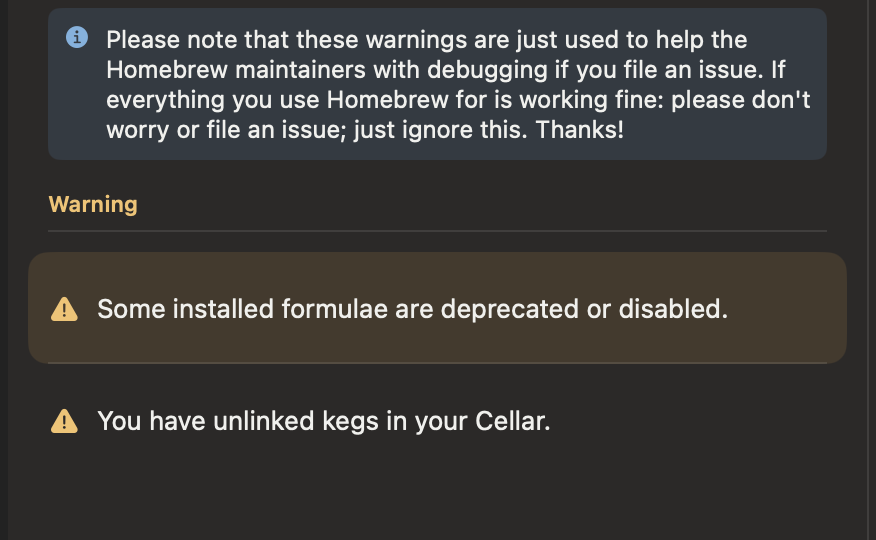 Please note that these warnings are just used to help the
Homebrew maintainers with debugging if you file an issue. If
everything you use Homebrew for is working fine: please don't
worry or file an issue; just ignore this. Thanks!
Warning
Some installed formulae are deprecated or disabled.
You have unlinked kegs in your Cellar.